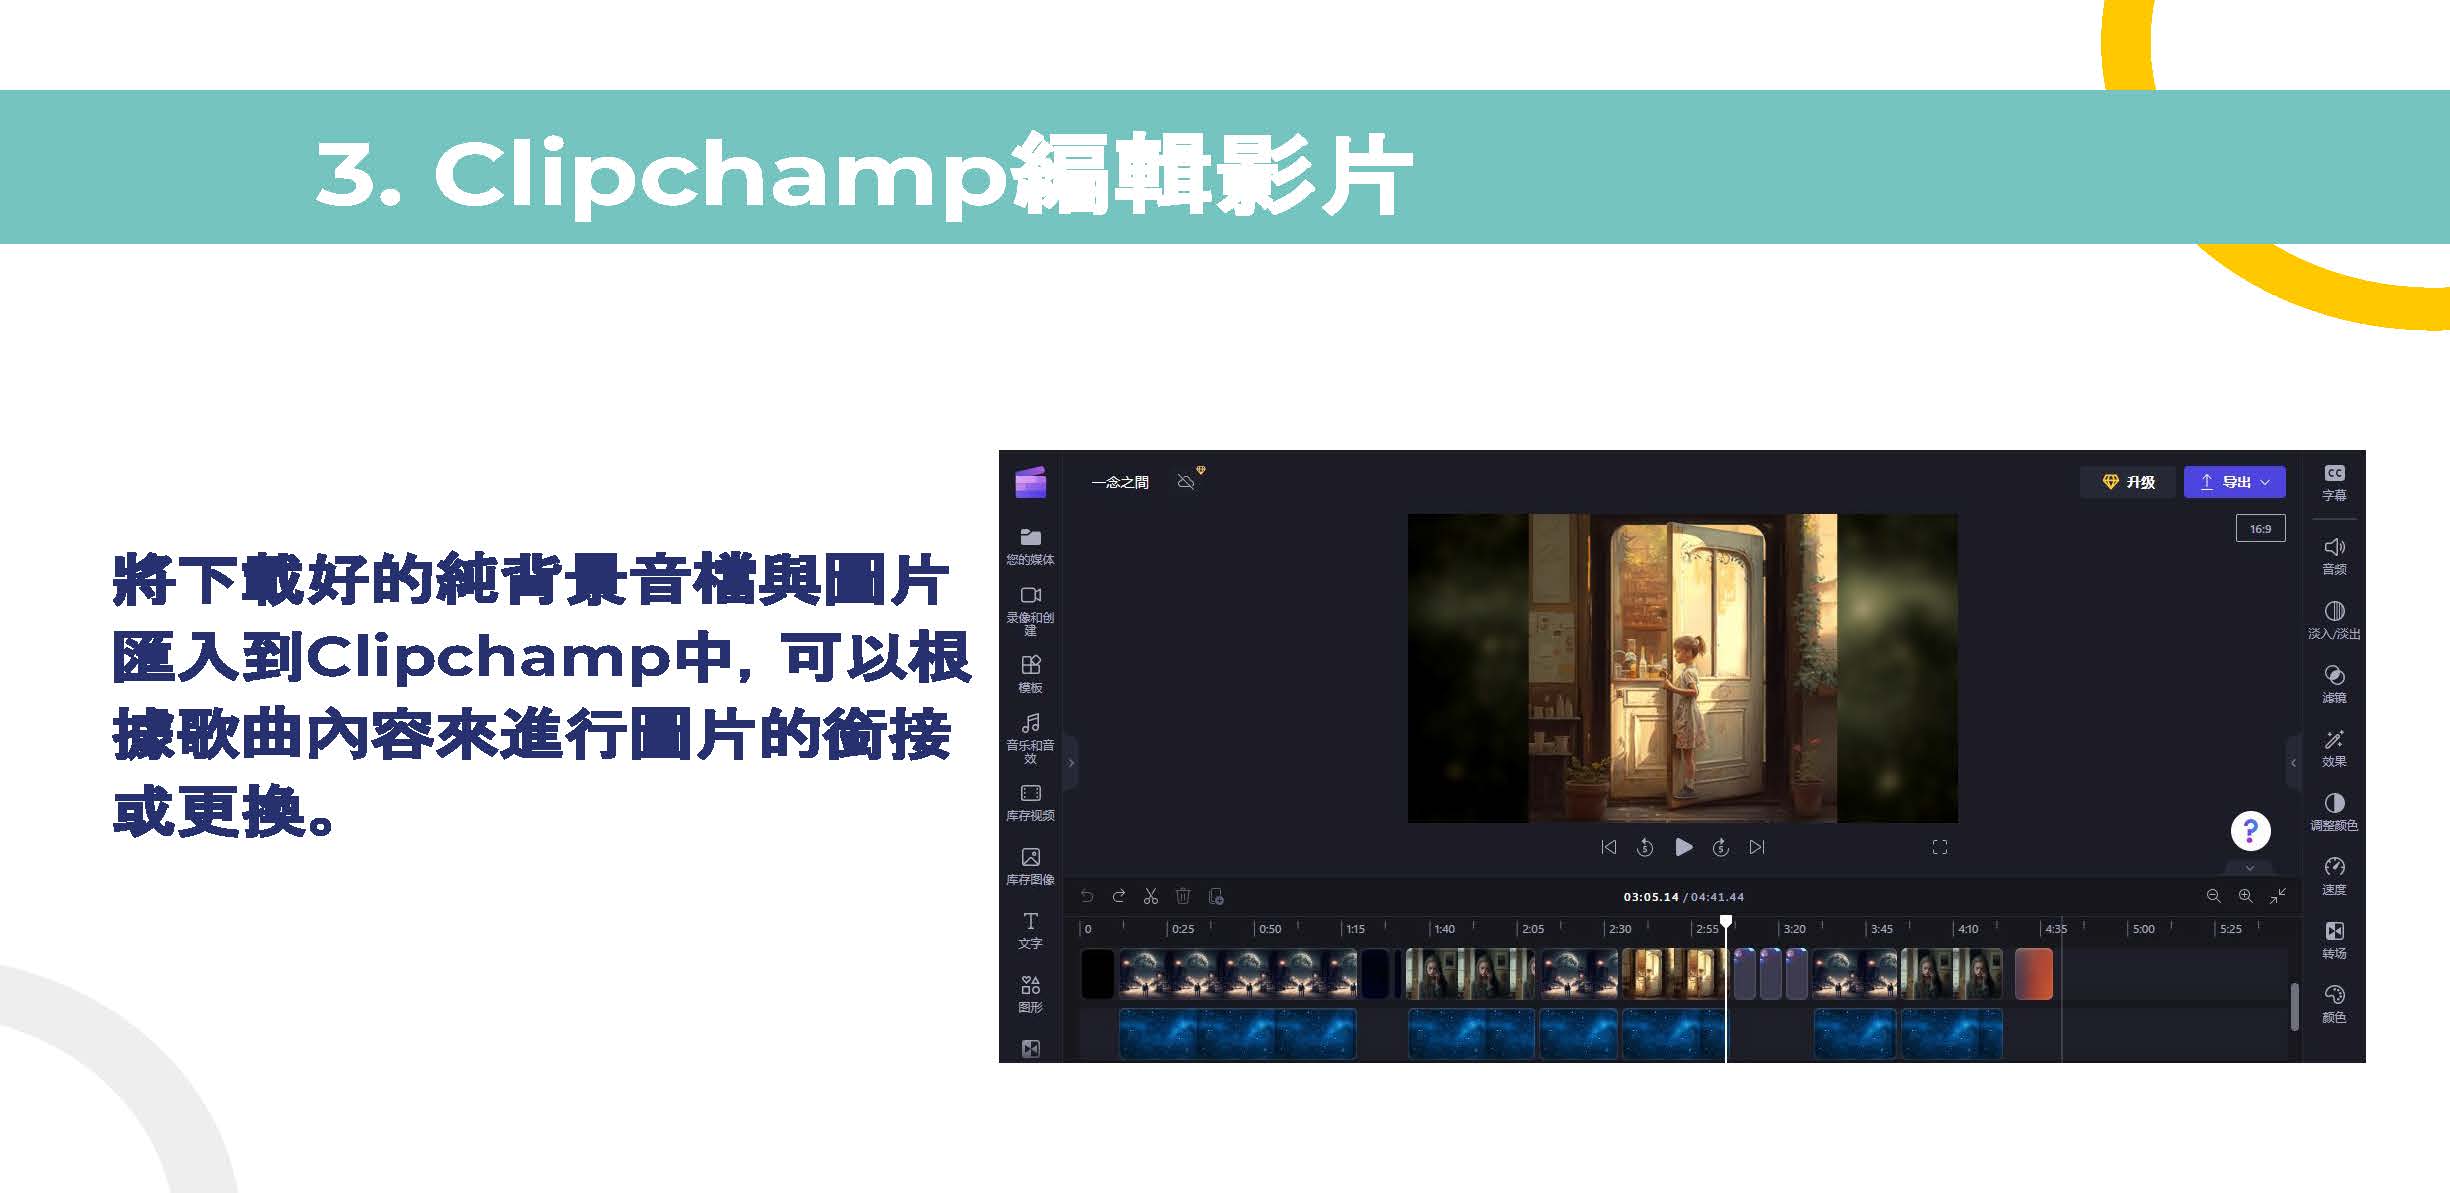 3. Clipchamp編輯影片
將下載好的純背景音檔與圖片
匯入到Clipchamp中, 可以根
據歌曲內容來進行圖片的銜接
或更換。
一念之間
升级
导出
16:9
您的媒体
录像和创
建
模板
音乐和音
效
库存视频
库存图像
文字
图形
CC
字幕
音频
淡入/淡出
滤镜
效果
调整颜色
速度
转场
颜色
5
5
?
03:05.14 / 04:41.44
0 0:25 0:50 1:15 1:40 2:05 2:30 2:55 3:20 3:45 4:10 4:35 5:00 5:25